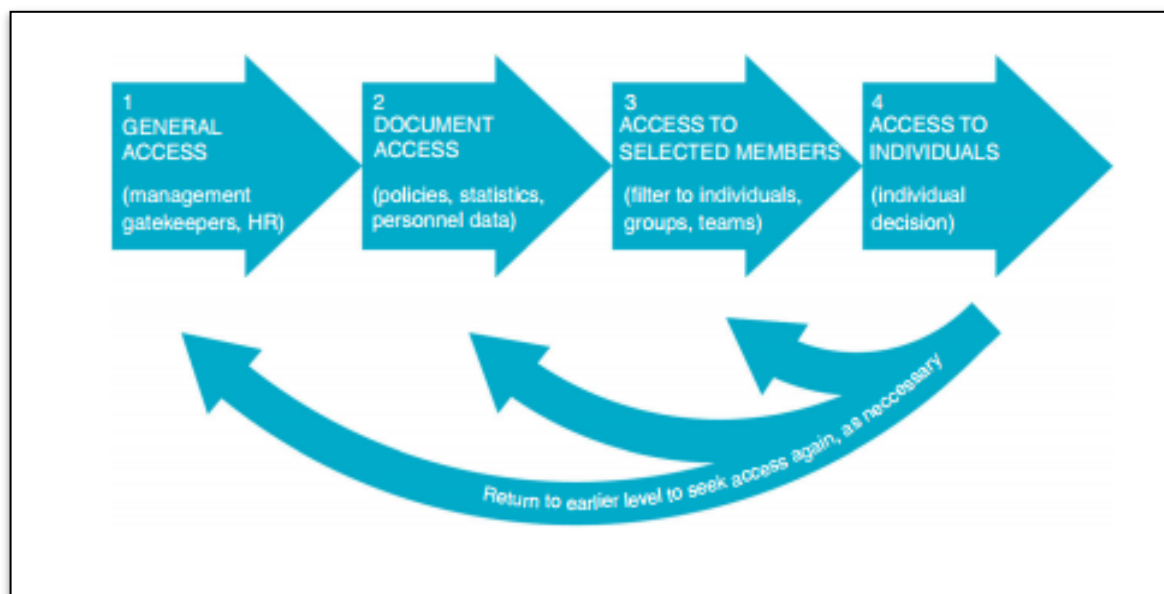 1
GENERAL
ACCESS
(management
gatekeepers, HR)
2
DOCUMENT
ACCESS
(policies, statistics,
personnel data)
3
ACCESS TO
SELECTED MEMBERS
(filter to individuals,
groups, teams)
4
ACCESS TO
INDIVIDUALS
(individual
decision)
Return to earlier level to seek access again, as neccessary